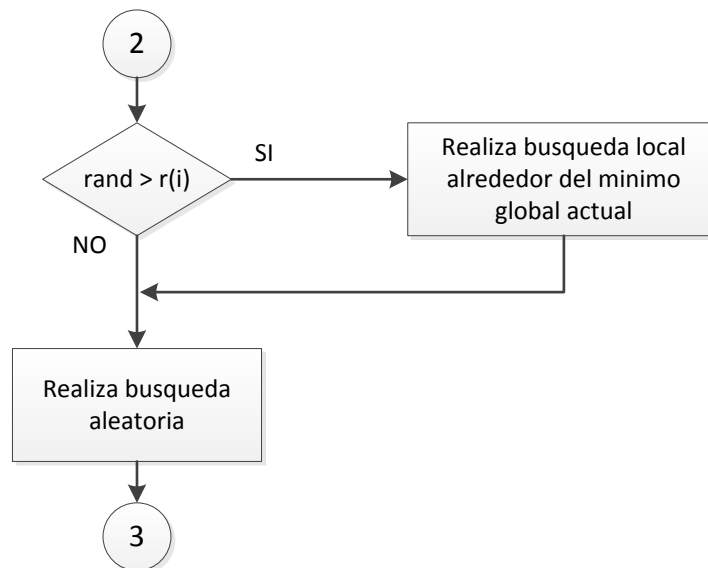 2
rand > r(i)
SI
Realiza busqueda local
alrededor del minimo
global actual
NO
Realiza busqueda
aleatoria
3